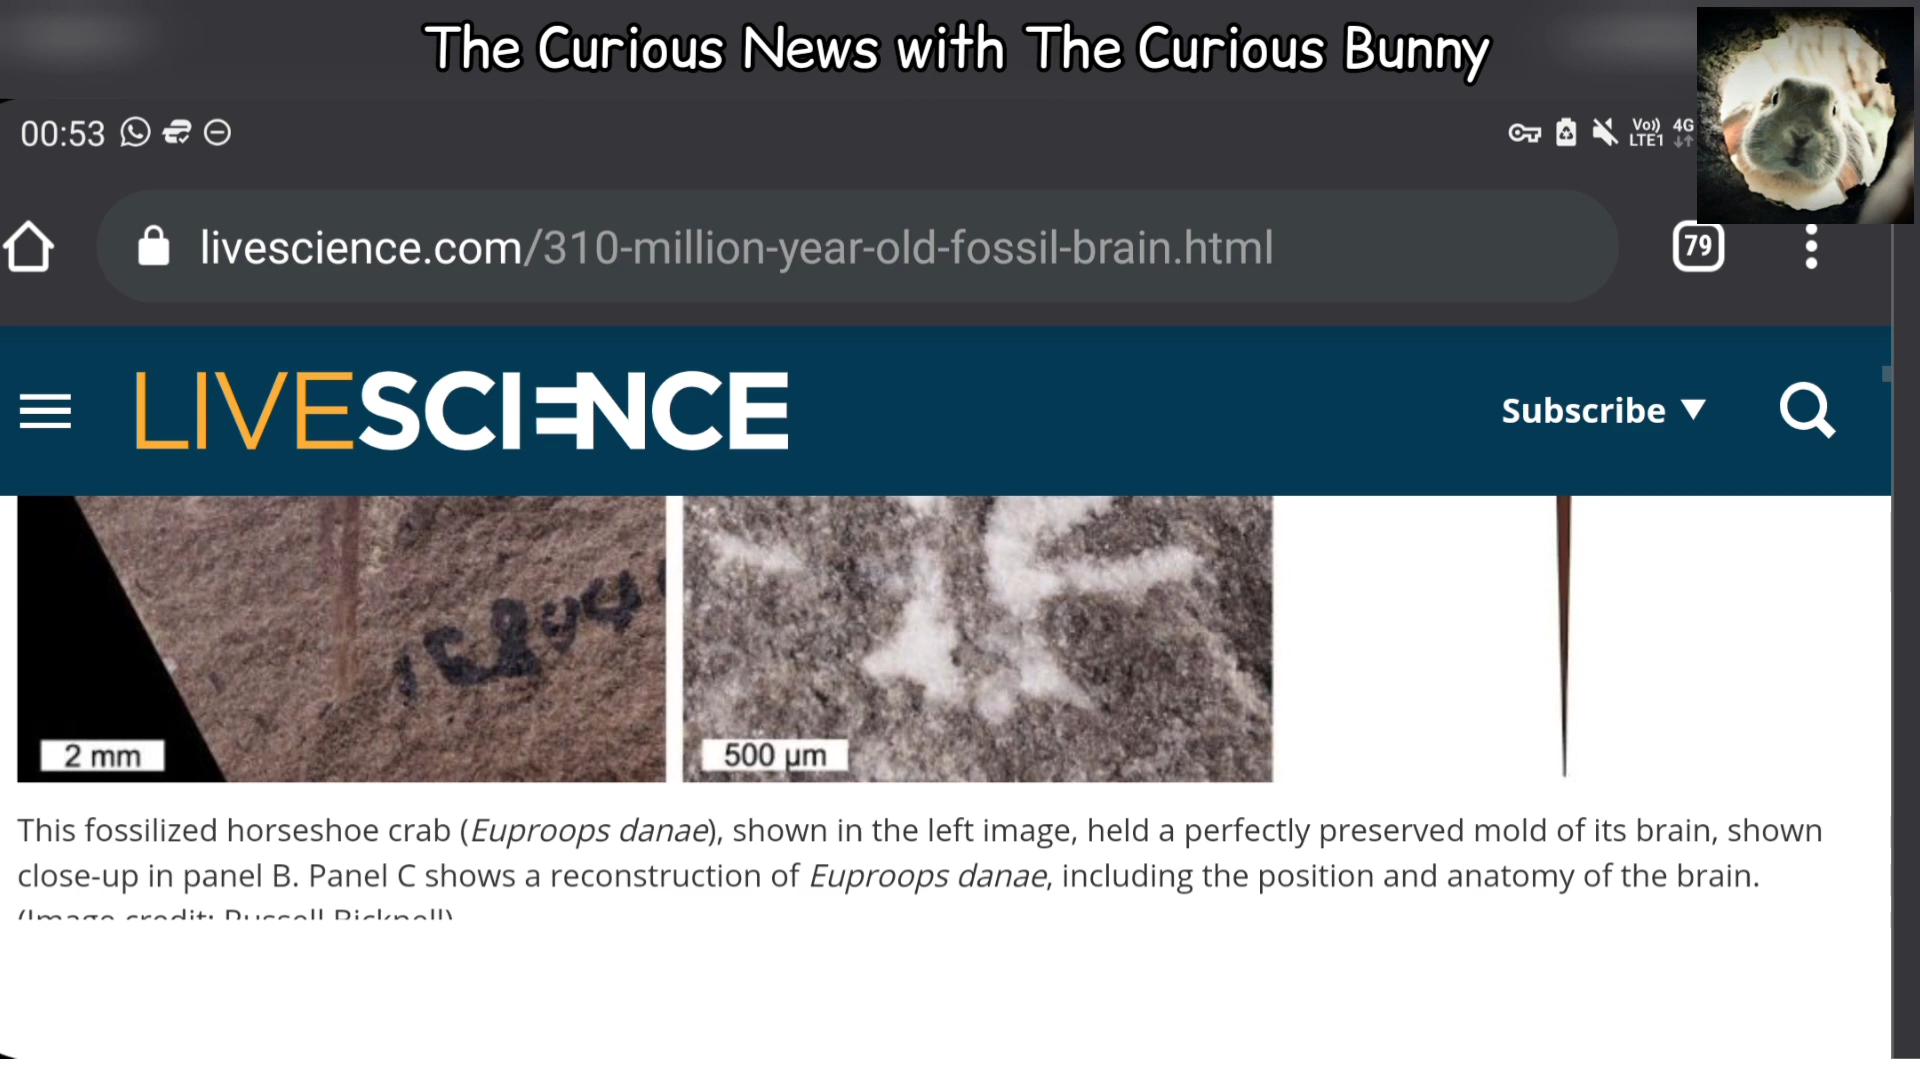 The Curious News with The Curious Bunny
00:53
Vo)) 4G
LTE1
livescience.com/310-million-year-old-fossil-brain.html
79
LIVESCIENCE
Subscribe
2 mm
500 µm
This fossilized horseshoe crab (Euproops danae), shown in the left image, held a perfectly preserved mold of its brain, shown
close-up in panel B. Panel C shows a reconstruction of Euproops danae, including the position and anatomy of the brain.
(Image credit: Russell Bicknell)